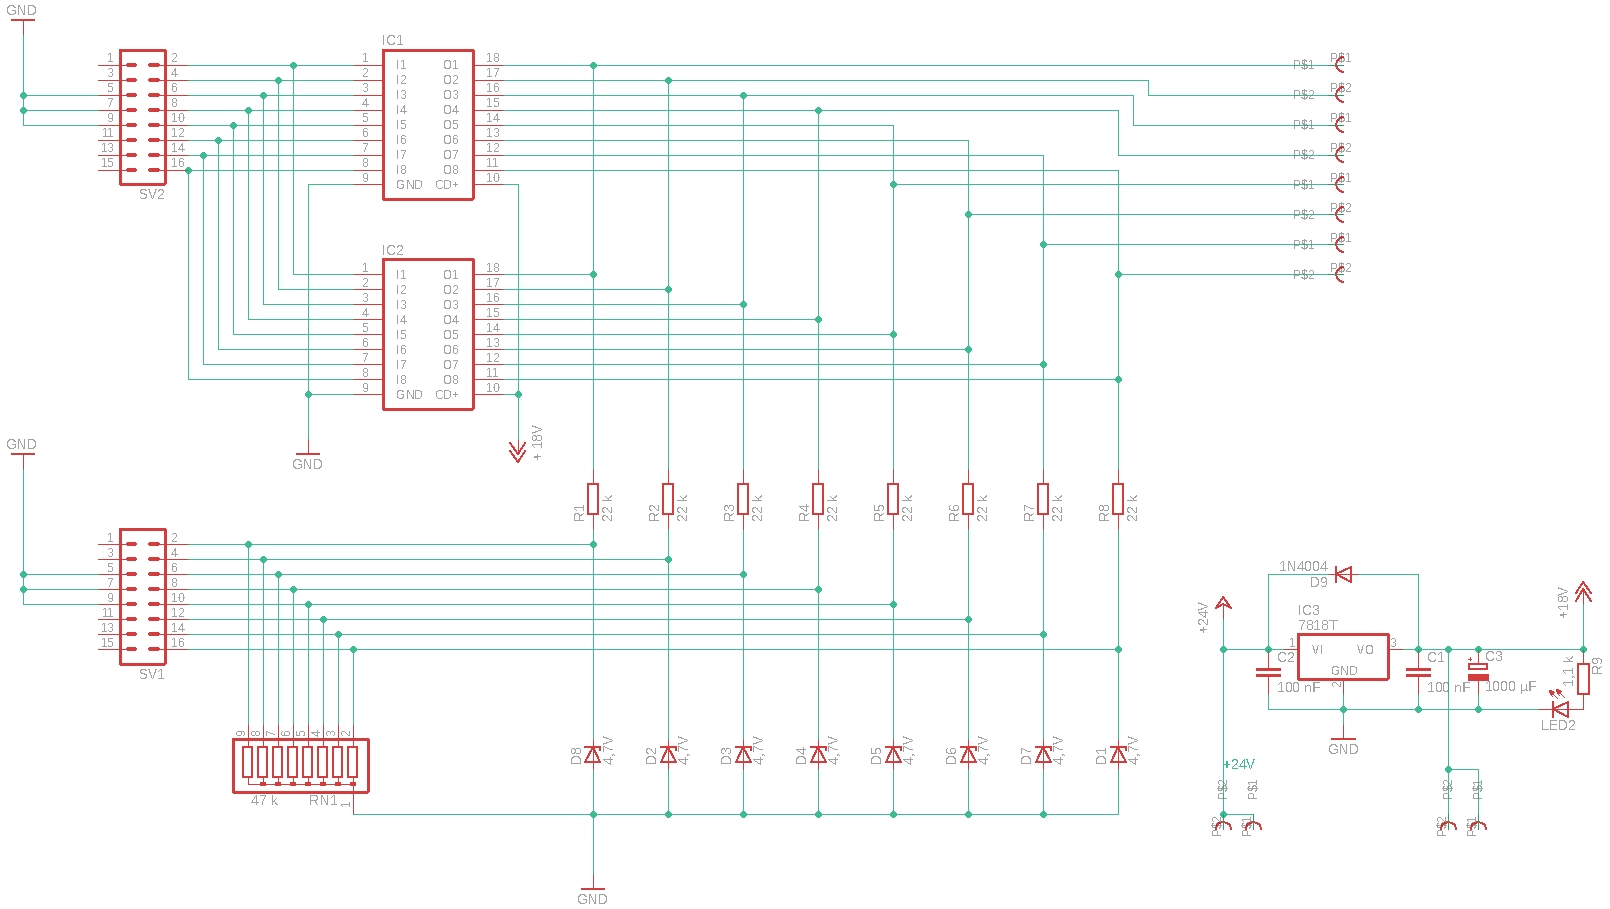 GND
IC1
1 2
3 4
5 6
7 8
9 10
11 12
13 14
15 16
SV2
1 I1 O1 18
2 I2 O2 17
3 I3 O3 16
4 I4 O4 15
5 I5 O5 14
6 I6 O6 13
7 I7 O7 12
8 I8 O8 11
9 GND CD+ 10
P$1 P$1
P$2 P$2
P$1 P$1
P$2 P$2
P$1 P$1
P$2 P$2
P$1 P$1
P$2 P$2
IC2
1 I1 O1 18
2 I2 O2 17
3 I3 O3 16
4 I4 O4 15
5 I5 O5 14
6 I6 O6 13
7 I7 O7 12
8 I8 O8 11
9 GND CD+ 10
GND
+ 18V
GND
R1 22 k
R2 22 k
R3 22 k
R4 22 k
R5 22 k
R6 22 k
R7 22 k
R8 22 k
1 2
3 4
5 6
7 8
9 10
11 12
13 14
15 16
SV1
9 8 7 6 5 4 3 2
47 k RN1 1
D8 4,7V
D2 4,7V
D3 4,7V
D4 4,7V
D5 4,7V
D6 4,7V
D7 4,7V
D1 4,7V
GND
1N4004
D9
+24V
IC3
7818T
1 VI VO 3
GND
2
C2
100 nF
C1
100 nF
+
C3
1000 µF
+18V
1,1 k
R9
LED2
GND
+24V
P$2 P$1
P$2 P$1
P$2 P$1
P$2 P$1